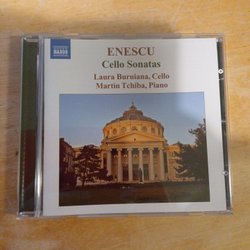 NAXOS
ENESCU
Cello Sonatas
Laura Buruiana, Cello
Martin Tchiba, Piano